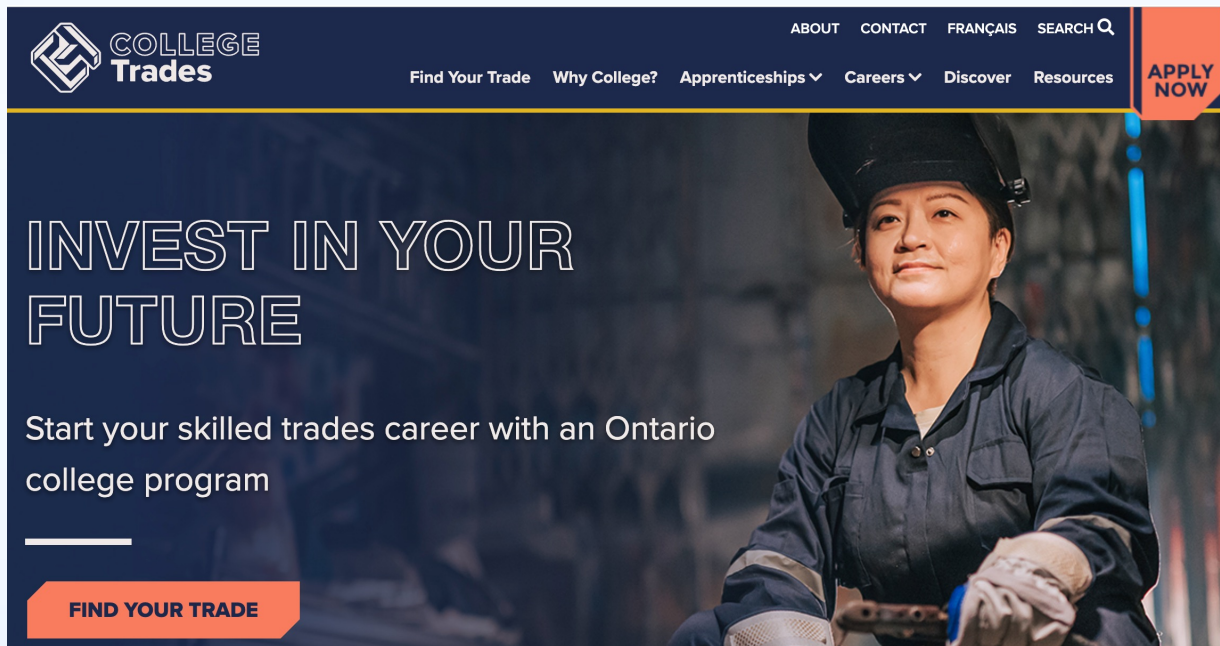 COLLEGE
Trades
ABOUT CONTACT FRANÇAIS SEARCH
Find Your Trade Why College? Apprenticeships Careers Discover Resources
APPLY
NOW
INVEST IN YOUR
FUTURE
Start your skilled trades career with an Ontario
college program
FIND YOUR TRADE